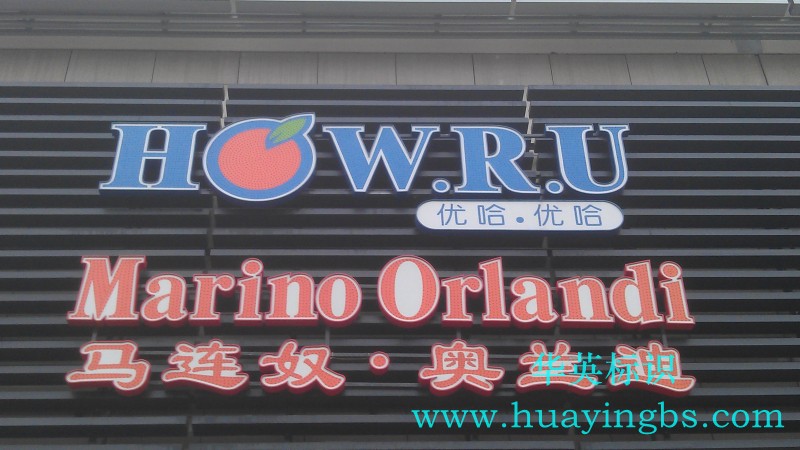 HOW.R.U
优哈·优哈
Marino Orlandi
马连奴·奥兰迪
华英标识
www.huayingbs.com